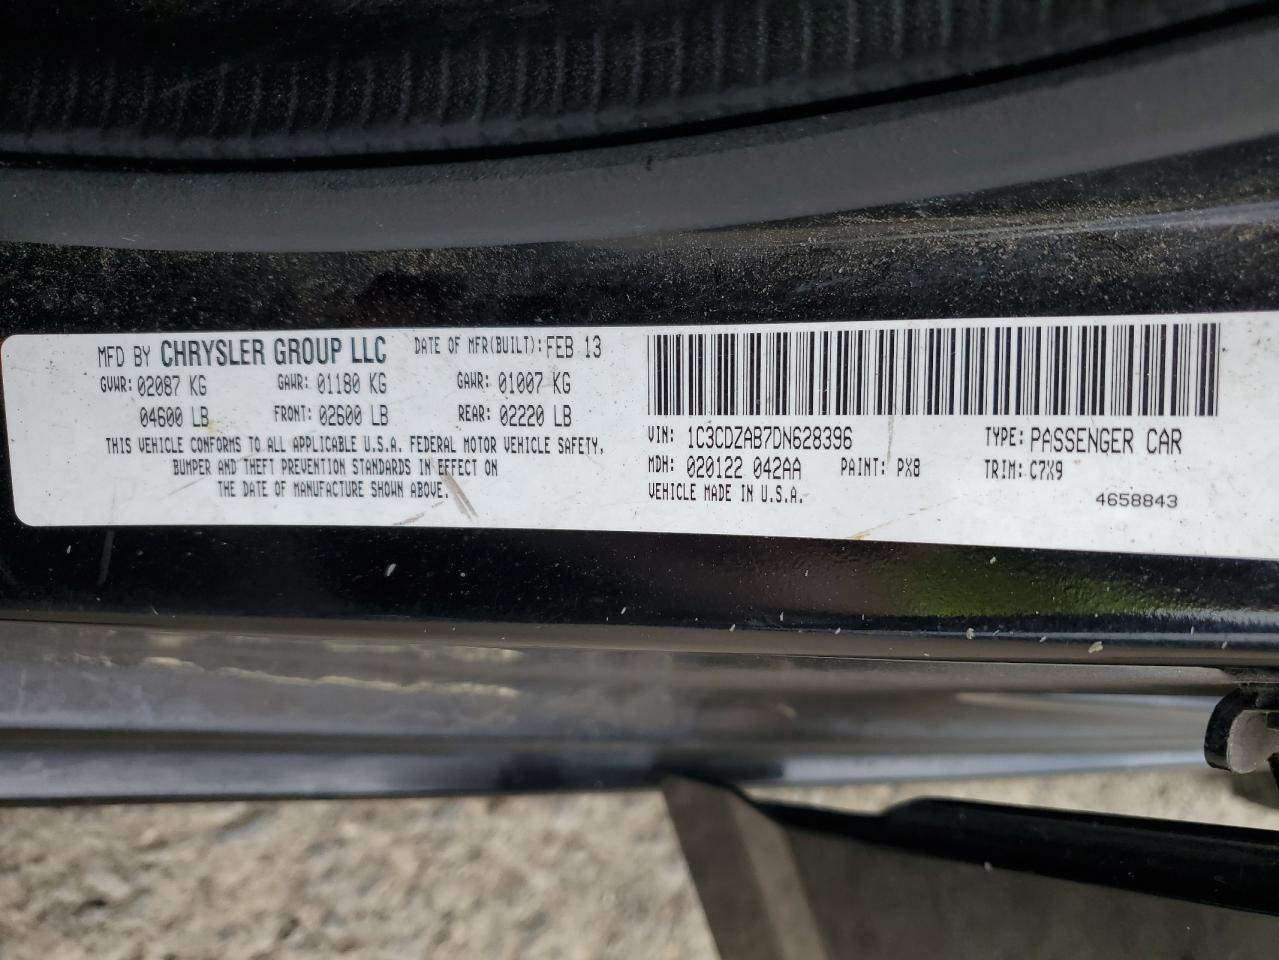 MFD BY CHRYSLER GROUP LLC DATE OF MFR(BUILT): FEB 13
GVWR: 02087 KG GAWR: 01180 KG GAWR: 01007 KG
04600 LB FRONT: 02600 LB REAR: 02220 LB
THIS VEHICLE CONFORMS TO ALL APPLICABLE U.S.A. FEDERAL MOTOR VEHICLE SAFETY,
BUMPER AND THEFT PREVENTION STANDARDS IN EFFECT ON
THE DATE OF MANUFACTURE SHOWN ABOVE.
VIN: 1C3CDZAB7DN628396 TYPE: PASSENGER CAR
MDH: 020122 042AA PAINT: PX8 TRIM: C7X9
VEHICLE MADE IN U.S.A. 4658843